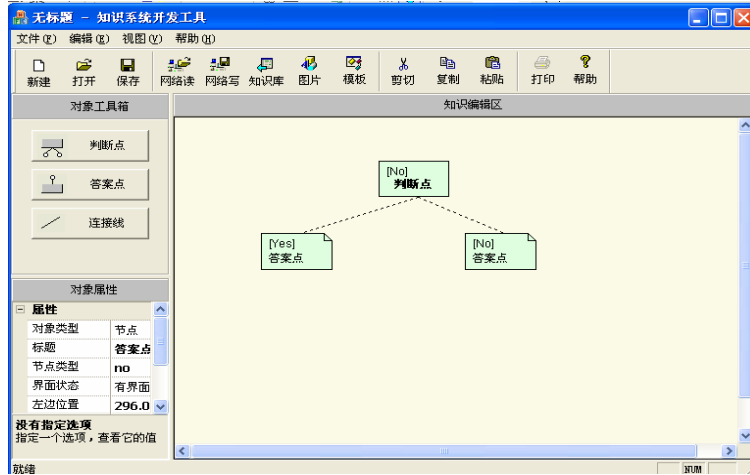 无标题 - 知识系统开发工具
文件(F) 编辑(E) 视图(V) 帮助(H)
新建 打开 保存 网络读 网络写 知识库 图片 模板 剪切 复制 粘贴 打印 帮助
对象工具箱
判断点
答案点
连接线
对象属性
属性
对象类型 节点
标题 答案点
节点类型 no
界面状态 有界面
左边位置 296.0
没有指定选项
指定一个选项，查看它的值
知识编辑区
[No]
判断点
[Yes]
答案点
[No]
答案点
就绪 NUM